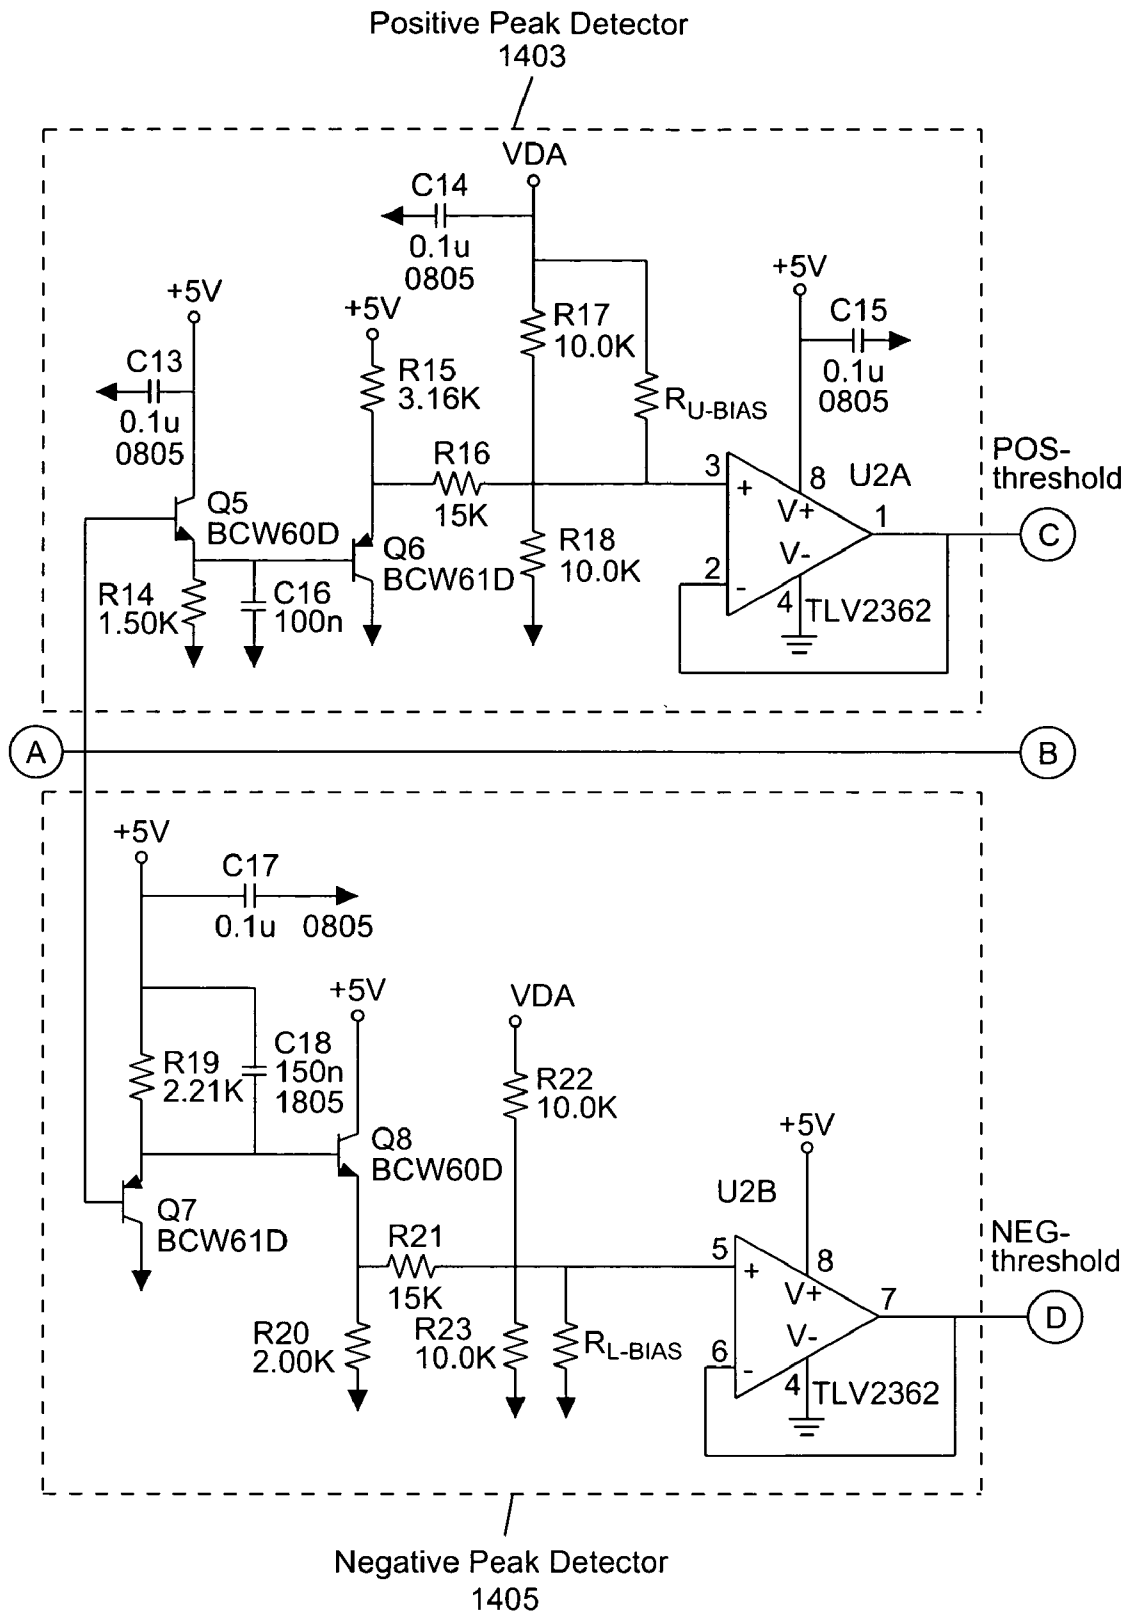 Positive Peak Detector
1403
VDA
C14
0.1u
0805
+5V
C13
0.1u
0805
+5V
R15
3.16K
R17
10.0K
R<sub>U-BIAS</sub>
+5V
C15
0.1u
0805
Q5
BCW60D
R16
15K
3
+
8
U2A
V+
1
V-
2
-
4
TLV2362
POS-
threshold
C
R14
1.50K
C16
100n
Q6
BCW61D
R18
10.0K
A
B
+5V
C17
0.1u 0805
+5V
VDA
R19
2.21K
C18
150n
1805
R22
10.0K
Q8
BCW60D
+5V
Q7
BCW61D
R21
15K
U2B
5
+
8
V+
7
V-
6
-
4
TLV2362
NEG-
threshold
D
R20
2.00K
R23
10.0K
R<sub>L-BIAS</sub>
Negative Peak Detector
1405